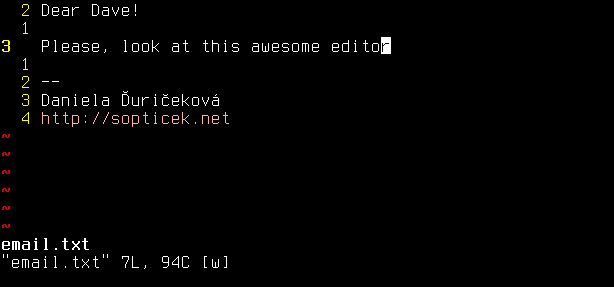 2 Dear Dave!
1
3 Please, look at this awesome editor
1
2 --
3 Daniela Ďuričeková
4 http://sopticek.net
~
~
~
~
~
~
email.txt
"email.txt" 7L, 94C [w]